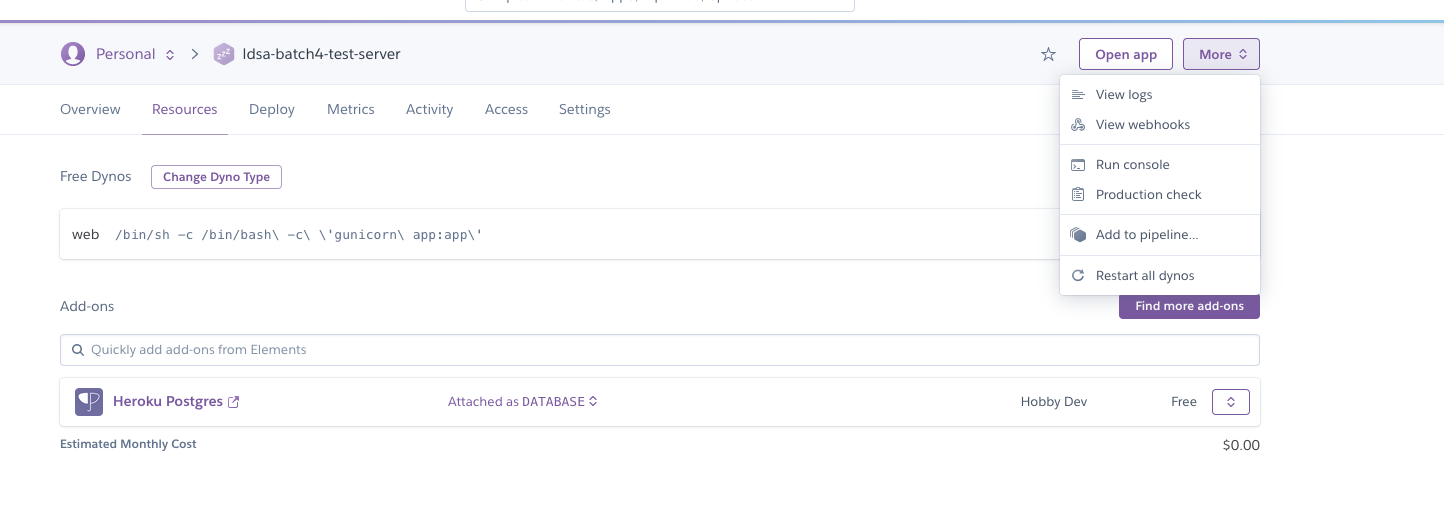 Personal
ldsa-batch4-test-server
Open app
More
Overview
Resources
Deploy
Metrics
Activity
Access
Settings
View logs
View webhooks
Run console
Production check
Add to pipeline...
Restart all dynos
Free Dynos
Change Dyno Type
web /bin/sh -c /bin/bash\ -c\ \'gunicorn\ app:app\'
Add-ons
Find more add-ons
Quickly add add-ons from Elements
Heroku Postgres
Attached as DATABASE
Hobby Dev
Free
Estimated Monthly Cost
$0.00